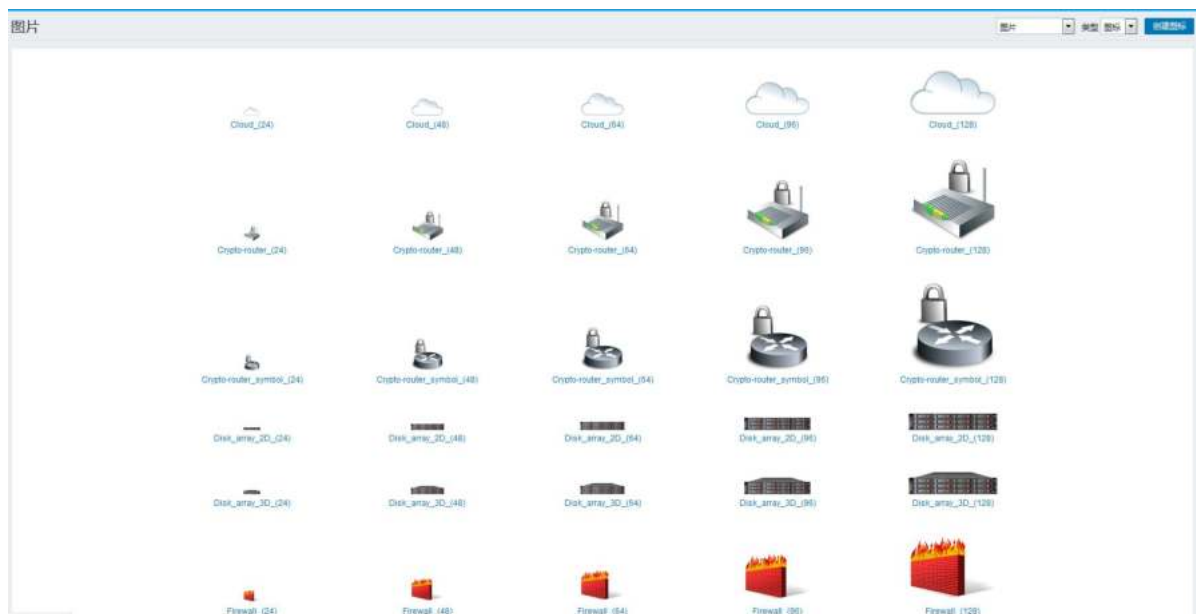 图片 图片 类型 图标 创建图标
Cloud_(24) Cloud_(48) Cloud_(64) Cloud_(96) Cloud_(128)
Crypto-router_(24) Crypto-router_(48) Crypto-router_(64) Crypto-router_(96) Crypto-router_(128)
Crypto-router_symbol_(24) Crypto-router_symbol_(48) Crypto-router_symbol_(64) Crypto-router_symbol_(96) Crypto-router_symbol_(128)
Disk_array_2D_(24) Disk_array_2D_(48) Disk_array_2D_(64) Disk_array_2D_(96) Disk_array_2D_(128)
Disk_array_3D_(24) Disk_array_3D_(48) Disk_array_3D_(64) Disk_array_3D_(96) Disk_array_3D_(128)
Firewall_(24) Firewall_(48) Firewall_(64) Firewall_(96) Firewall_(128)